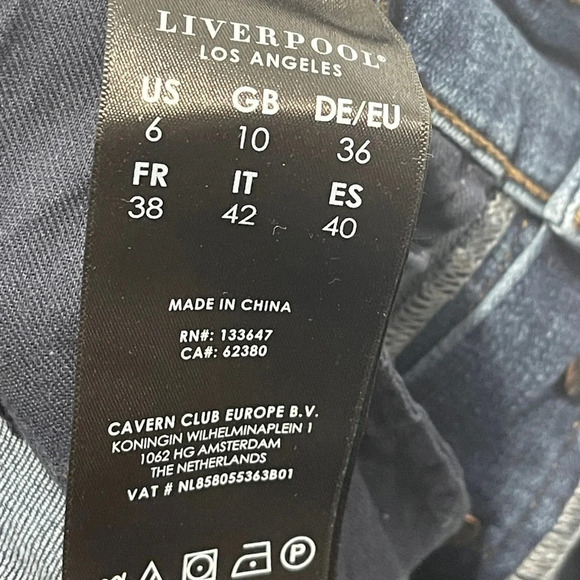 LIVERPOOL®
LOS ANGELES
US GB DE/EU
6 10 36
FR IT ES
38 42 40
MADE IN CHINA
RN#: 133647
CA#: 62380
CAVERN CLUB EUROPE B.V.
KONINGIN WILHELMINAPLEIN 1
1062 HG AMSTERDAM
THE NETHERLANDS
VAT # NL858055363B01
P